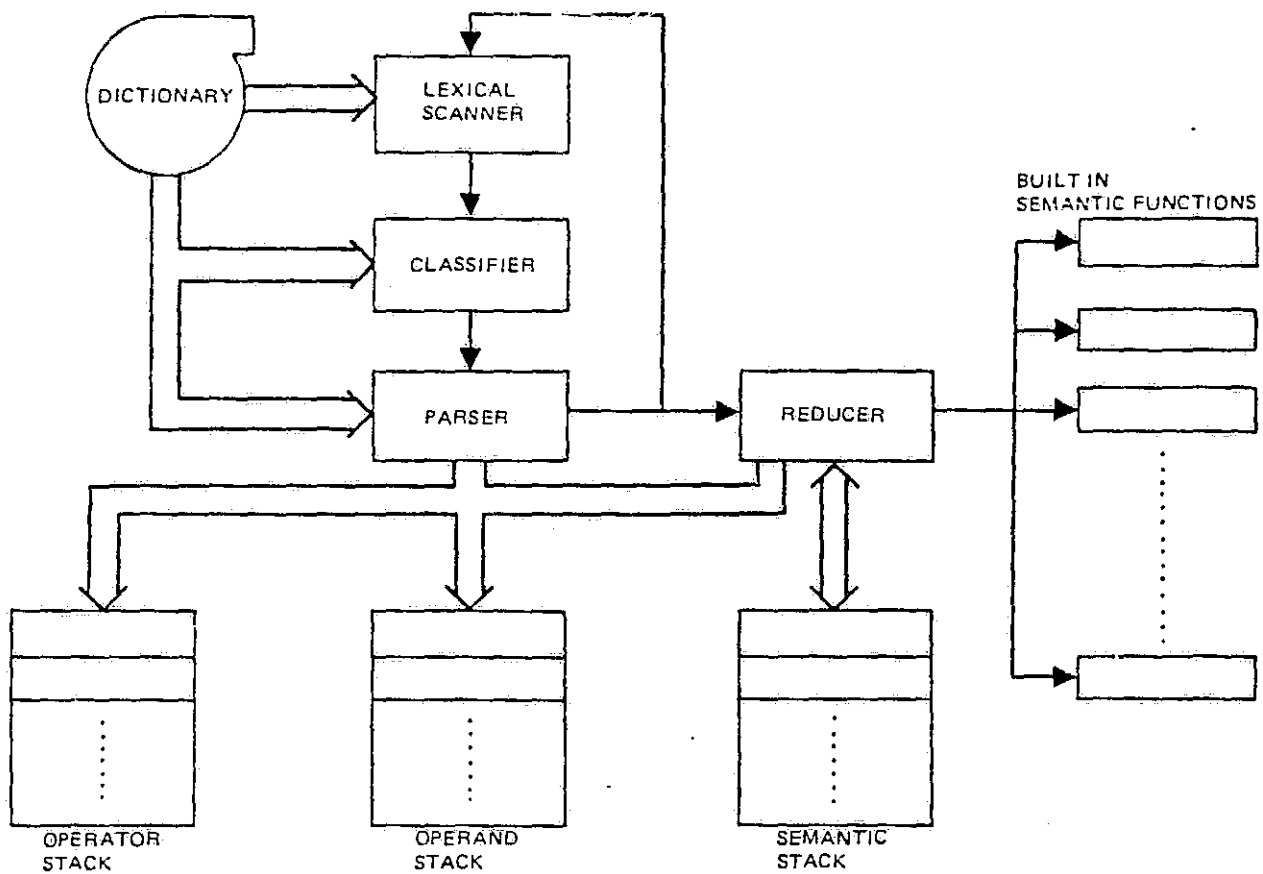 DICTIONARY
LEXICAL
SCANNER
BUILT IN
SEMANTIC FUNCTIONS
CLASSIFIER
PARSER
REDUCER
OPERATOR
STACK
OPERAND
STACK
SEMANTIC
STACK